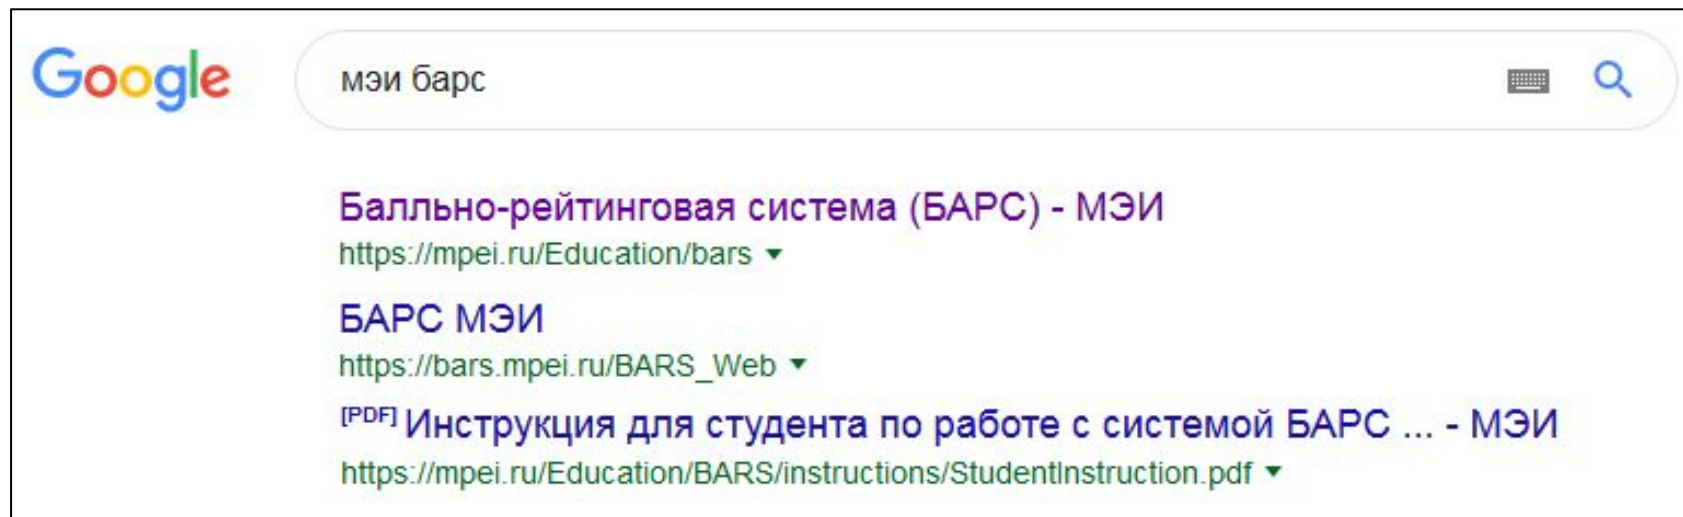 Google
мэи барс
Балльно-рейтинговая система (БАРС) - МЭИ
https://mpei.ru/Education/bars
БАРС МЭИ
https://bars.mpei.ru/BARS_Web
[PDF] Инструкция для студента по работе с системой БАРС ... - МЭИ
https://mpei.ru/Education/BARS/instructions/StudentInstruction.pdf